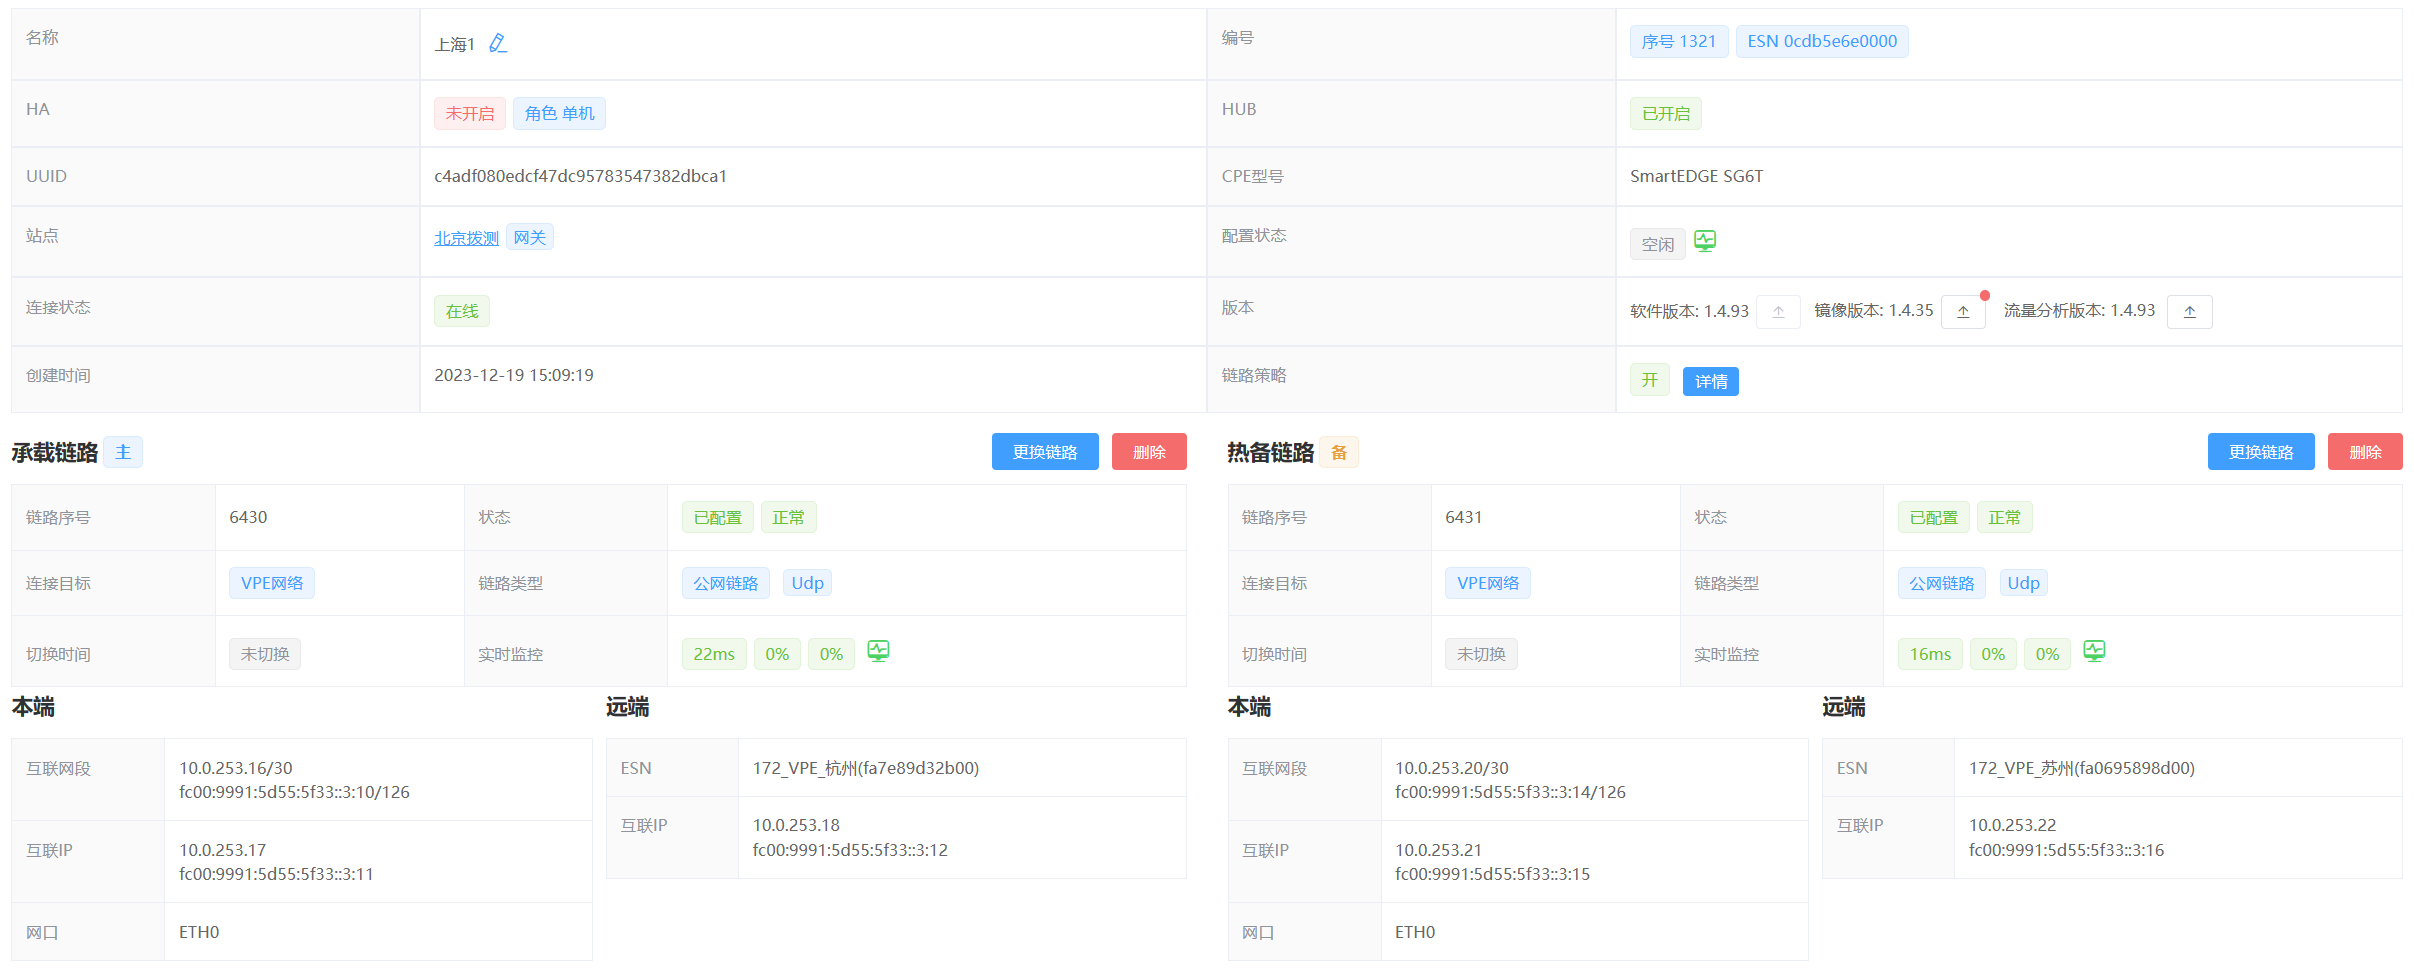 名称
上海1
编号
序号 1321
ESN 0cdb5e6e0000
HA
未开启
角色 单机
HUB
已开启
UUID
c4adf080edcf47dc95783547382dbca1
CPE型号
SmartEDGE SG6T
站点
北京拨测
网关
配置状态
空闲
连接状态
在线
版本
软件版本: 1.4.93
镜像版本: 1.4.35
流量分析版本: 1.4.93
创建时间
2023-12-19 15:09:19
链路策略
开
详情
承载链路
主
更换链路
删除
链路序号
6430
状态
已配置
正常
连接目标
VPE网络
链路类型
公网链路
Udp
切换时间
未切换
实时监控
22ms
0%
0%
本端
互联网段
10.0.253.16/30
fc00:9991:5d55:5f33::3:10/126
互联IP
10.0.253.17
fc00:9991:5d55:5f33::3:11
网口
ETH0
远端
ESN
172_VPE_杭州(fa7e89d32b00)
互联IP
10.0.253.18
fc00:9991:5d55:5f33::3:12
热备链路
备
更换链路
删除
链路序号
6431
状态
已配置
正常
连接目标
VPE网络
链路类型
公网链路
Udp
切换时间
未切换
实时监控
16ms
0%
0%
本端
互联网段
10.0.253.20/30
fc00:9991:5d55:5f33::3:14/126
互联IP
10.0.253.21
fc00:9991:5d55:5f33::3:15
网口
ETH0
远端
ESN
172_VPE_苏州(fa0695898d00)
互联IP
10.0.253.22
fc00:9991:5d55:5f33::3:16